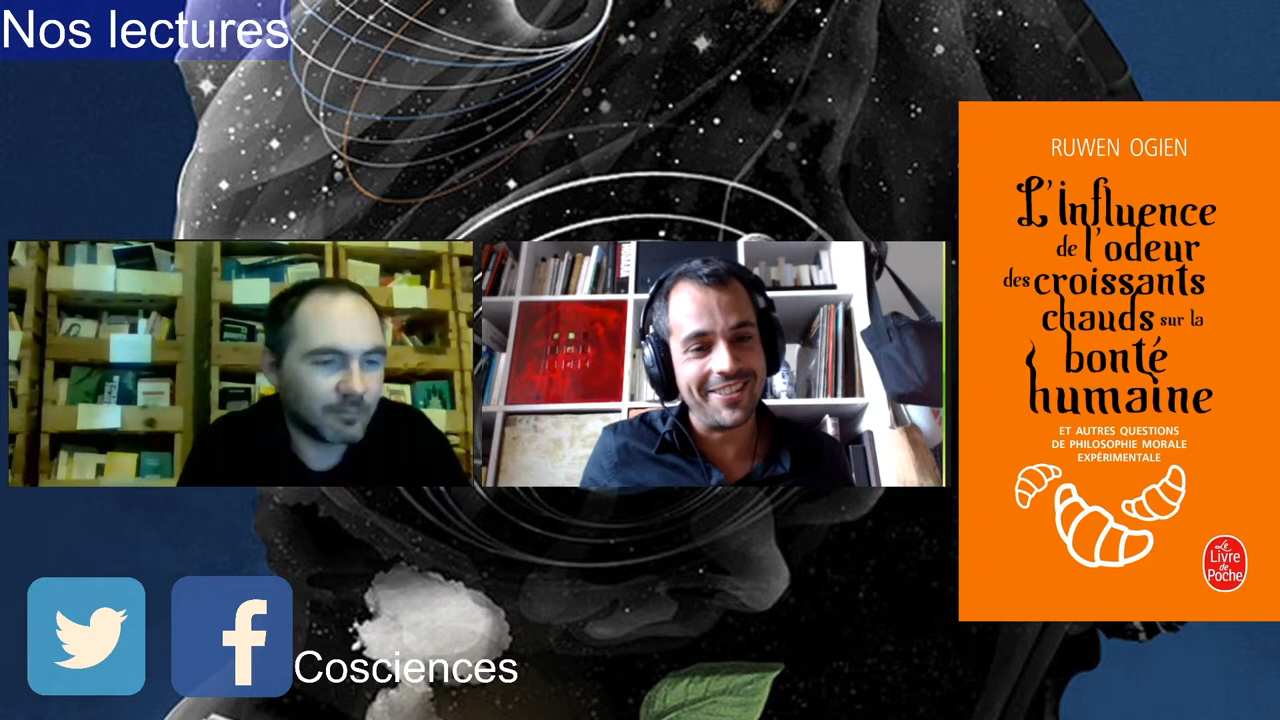 Nos lectures
RUWEN OGIEN
L'influence
de l'odeur
des croissants
chauds sur la
bonté
humaine
ET AUTRES QUESTIONS
DE PHILOSOPHIE MORALE
EXPÉRIMENTALE
Le
Livre
de
Poche
Cosciences